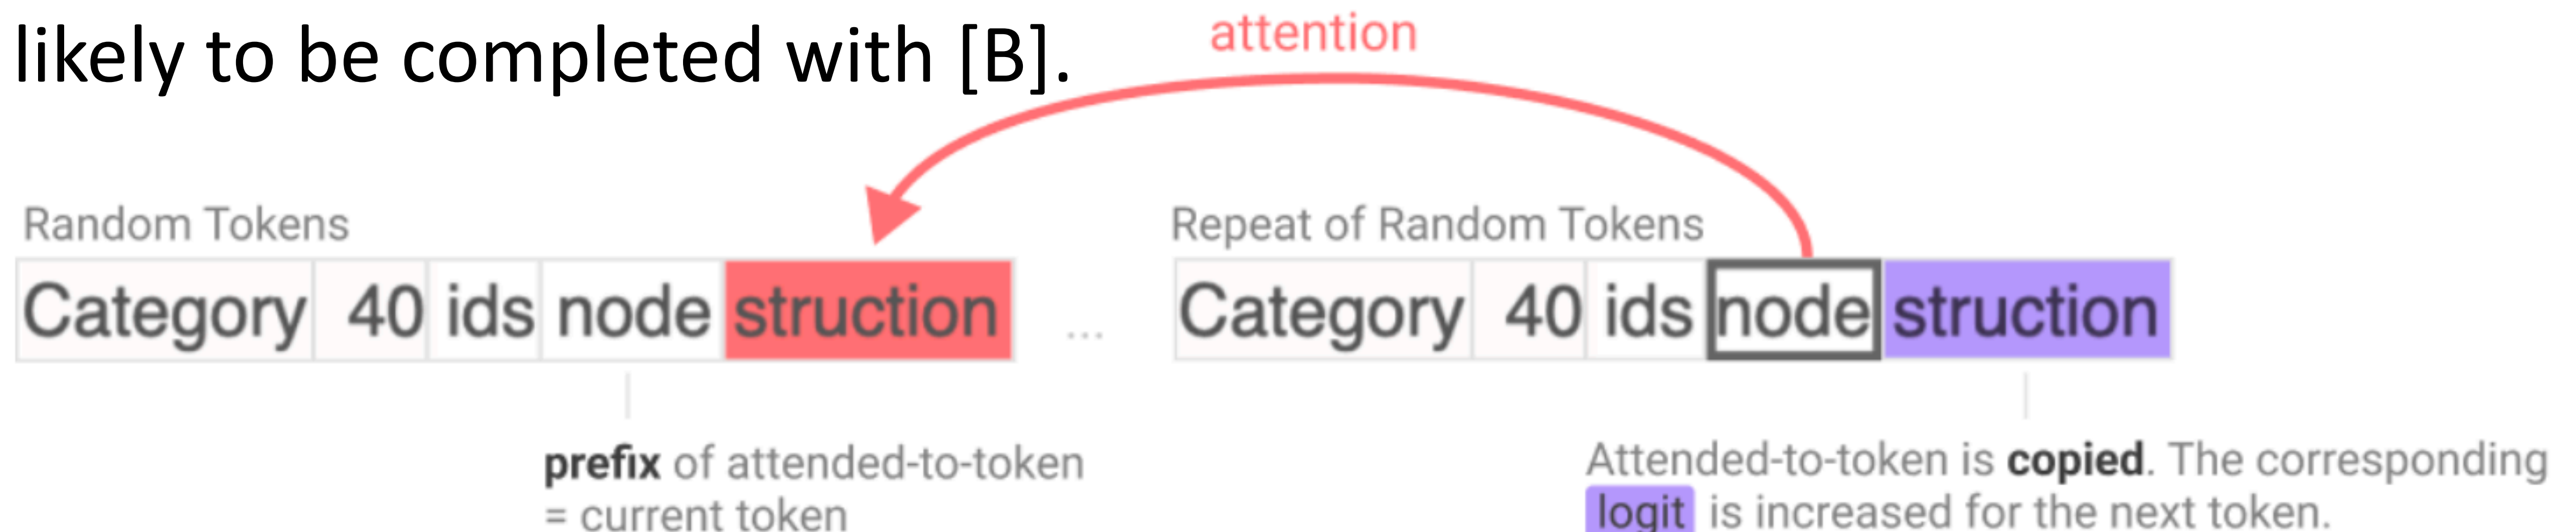 likely to be completed with [B].
attention
Random Tokens
Repeat of Random Tokens
Category 40 ids node struction ... Category 40 ids node struction
prefix of attended-to-token
= current token
Attended-to-token is copied. The corresponding
logit is increased for the next token.